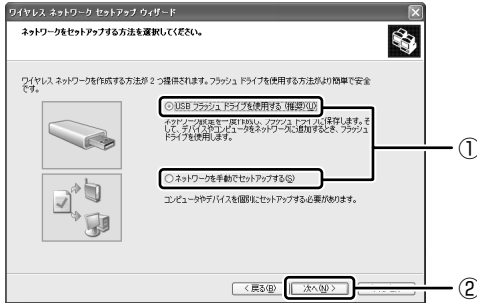 ワイヤレス ネットワーク セットアップ ウィザード
ネットワークをセットアップする方法を選択してください。
ワイヤレス ネットワークを作成する方法が 2 つ提供されます。フラッシュ ドライブを使用する方法がより簡単で安全
です。
USB フラッシュ ドライブを使用する (推奨)(U)
ネットワーク設定を一度作成し、フラッシュ ドライブに保存します。そ
して、デバイスやコンピュータをネットワークに追加するとき、フラッシュ
ドライブを使用します。
①
ネットワークを手動でセットアップする(S)
コンピュータやデバイスを個別にセットアップする必要があります。
< 戻る(B)
次へ(N) >
②